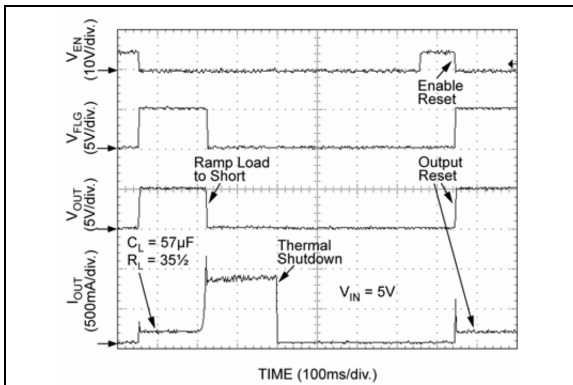 V_EN
(10V/div.)
Enable
Reset
V_FLG
(5V/div.)
Ramp Load
to Short
Output
Reset
V_OUT
(5V/div.)
C_L = 57µF
R_L = 35½
Thermal
Shutdown
V_IN = 5V
I_OUT
(500mA/div.)
TIME (100ms/div.)